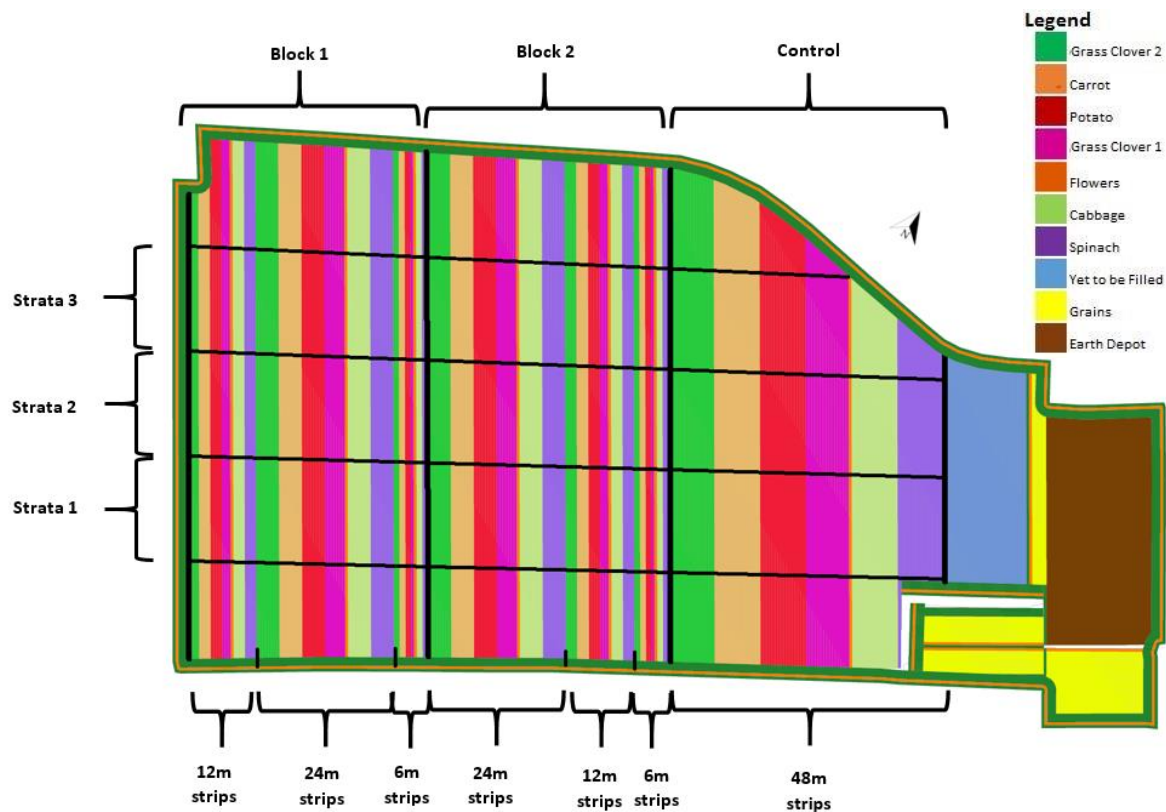 Legend
Block 1
Block 2
Control
Grass Clover 2
Carrot
Potato
Grass Clover 1
Flowers
Cabbage
Spinach
Yet to be Filled
Grains
Earth Depot
N
Strata 3
Strata 2
Strata 1
12m
strips
24m
strips
6m
strips
24m
strips
12m
strips
6m
strips
48m
strips